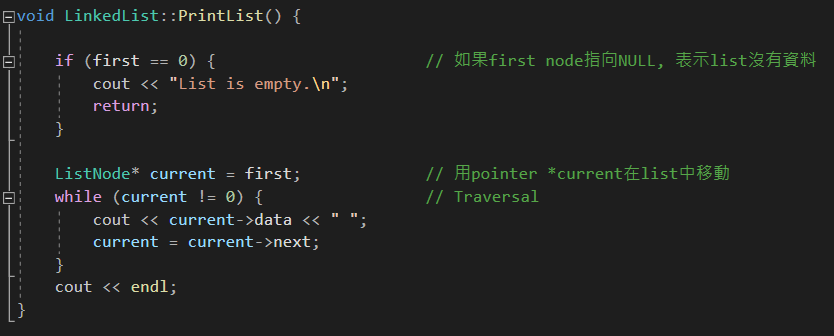 void LinkedList::PrintList() {
if (first == 0) { // 如果first node指向NULL, 表示list沒有資料
cout << "List is empty.\n";
return;
}
ListNode* current = first; // 用pointer *current在list中移動
while (current != 0) { // Traversal
cout << current->data << " ";
current = current->next;
}
cout << endl;
}